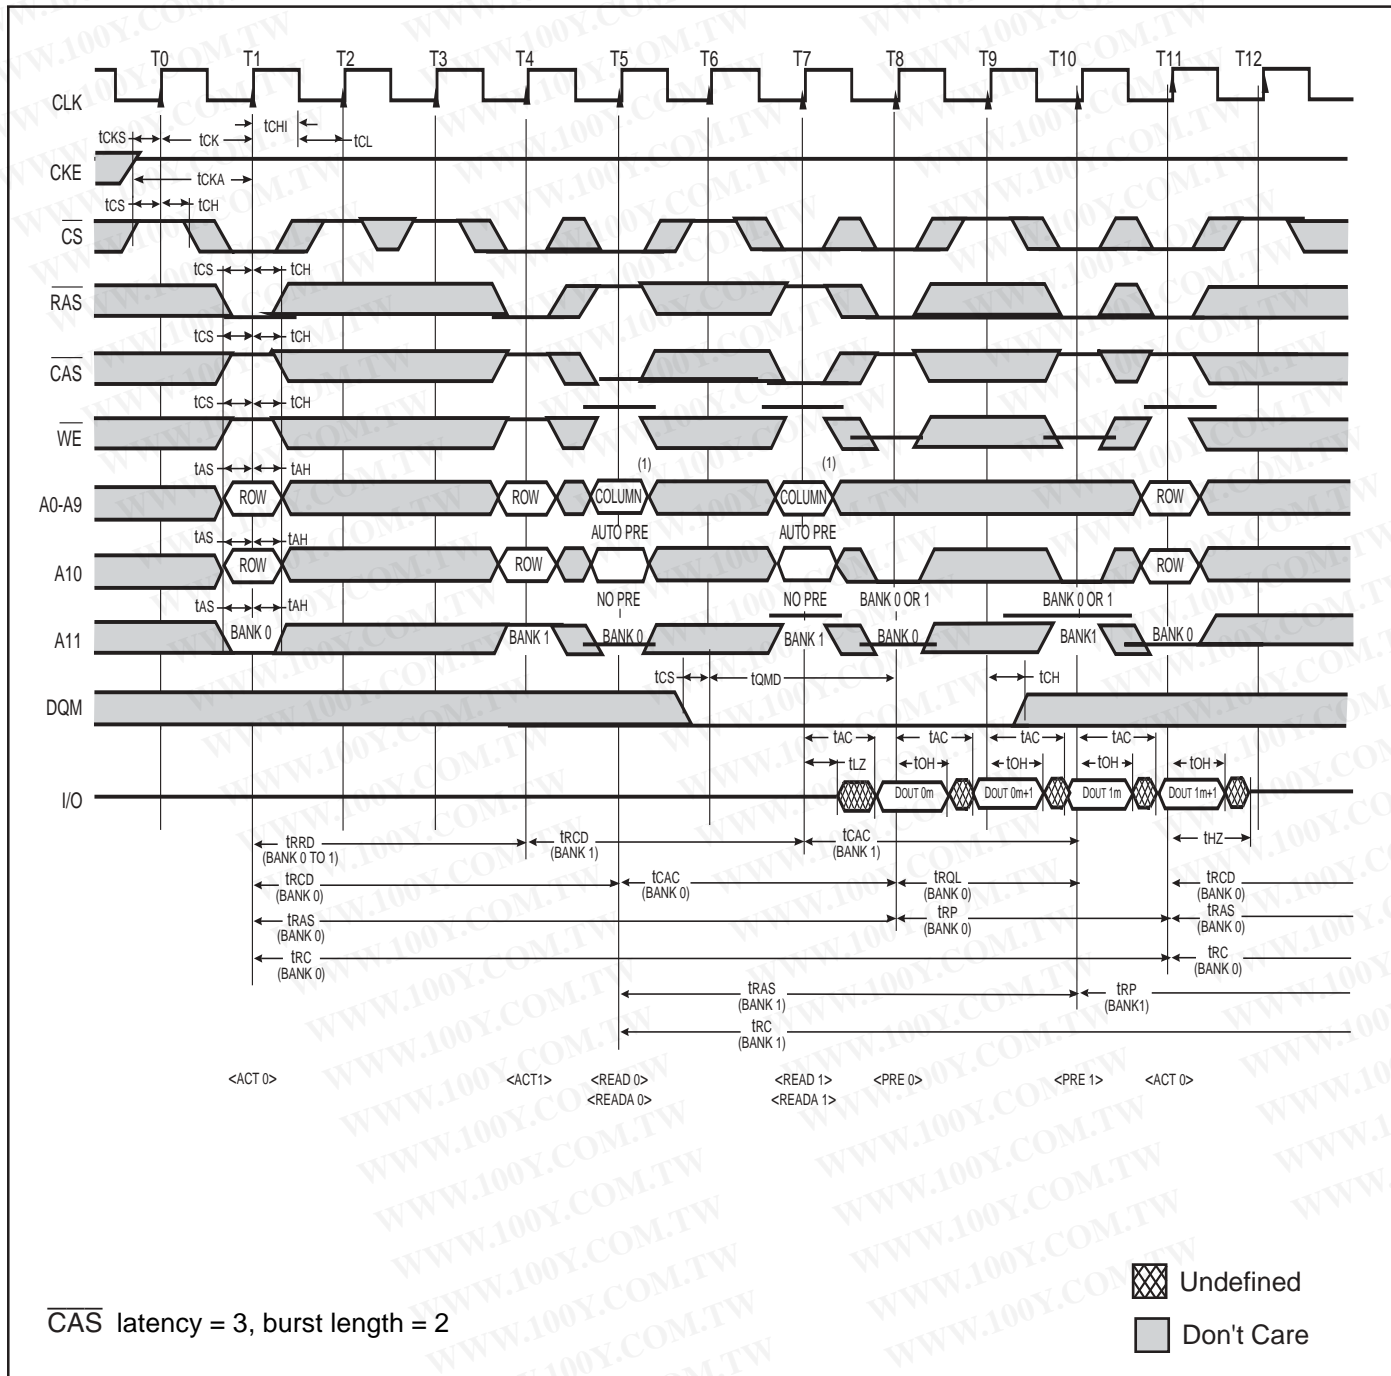 T0 T1 T2 T3 T4 T5 T6 T7 T8 T9 T10 T11 T12
CLK
tCHI
tCKS tCK tCL
CKE
tCKA
tCS tCH
CS
tCS tCH
RAS
tCS tCH
CAS
tCS tCH
WE
tAS tAH (1) (1)
A0-A9 ROW ROW COLUMN COLUMN ROW
AUTO PRE AUTO PRE
tAS tAH
A10 ROW ROW ROW
NO PRE NO PRE BANK 0 OR 1 BANK 0 OR 1
tAS tAH
A11 BANK 0 BANK 1 BANK 0 BANK 1 BANK 0 BANK1 BANK 0
tCS tQMD tCH
DQM
tAC tAC tAC tAC
tLZ tOH tOH tOH tOH
I/O DOUT 0m DOUT 0m+1 DOUT 1m DOUT 1m+1
tRRD tRCD tCAC tHZ
(BANK 0 TO 1) (BANK 1) (BANK 1)
tRCD tCAC tRQL tRCD
(BANK 0) (BANK 0) (BANK 0) (BANK 0)
tRAS tRP tRAS
(BANK 0) (BANK 0) (BANK 0)
tRC tRC
(BANK 0) (BANK 0)
tRAS tRP
(BANK 1) (BANK1)
tRC
(BANK 1)
<ACT 0> <ACT1> <READ 0> <READ 1> <PRE 0> <PRE 1> <ACT 0>
<READA 0> <READA 1>
Undefined
CAS latency = 3, burst length = 2
Don't Care
WWW.100Y.COM.TW